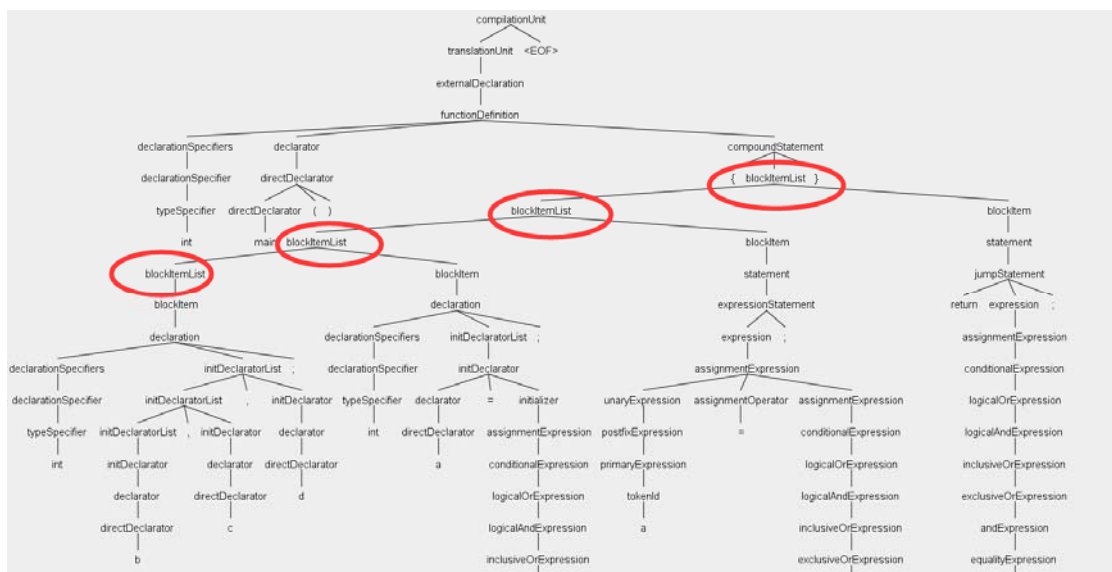 compilationUnit
translationUnit <EOF>
externalDeclaration
functionDefinition
declarationSpecifiers declarator compoundStatement
declarationSpecifier directDeclarator { blockItemList }
typeSpecifier directDeclarator ( ) blockItemList blockItem
int main blockItemList blockItem statement
blockItemList blockItem statement jumpStatement
blockItem declaration expressionStatement return expression ;
declaration declarationSpecifiers initDeclaratorList ; expression ; assignmentExpression
declarationSpecifiers initDeclaratorList ; declarationSpecifier initDeclarator assignmentExpression conditionalExpression
declarationSpecifier initDeclaratorList , initDeclarator typeSpecifier declarator = initializer unaryExpression assignmentOperator assignmentExpression logicalOrExpression
typeSpecifier initDeclaratorList , initDeclarator declarator int directDeclarator assignmentExpression postfixExpression = conditionalExpression logicalAndExpression
int initDeclarator declarator directDeclarator a conditionalExpression primaryExpression logicalOrExpression inclusiveOrExpression
declarator directDeclarator d logicalOrExpression tokenId logicalAndExpression exclusiveOrExpression
directDeclarator c logicalAndExpression a inclusiveOrExpression andExpression
b inclusiveOrExpression exclusiveOrExpression equalityExpression